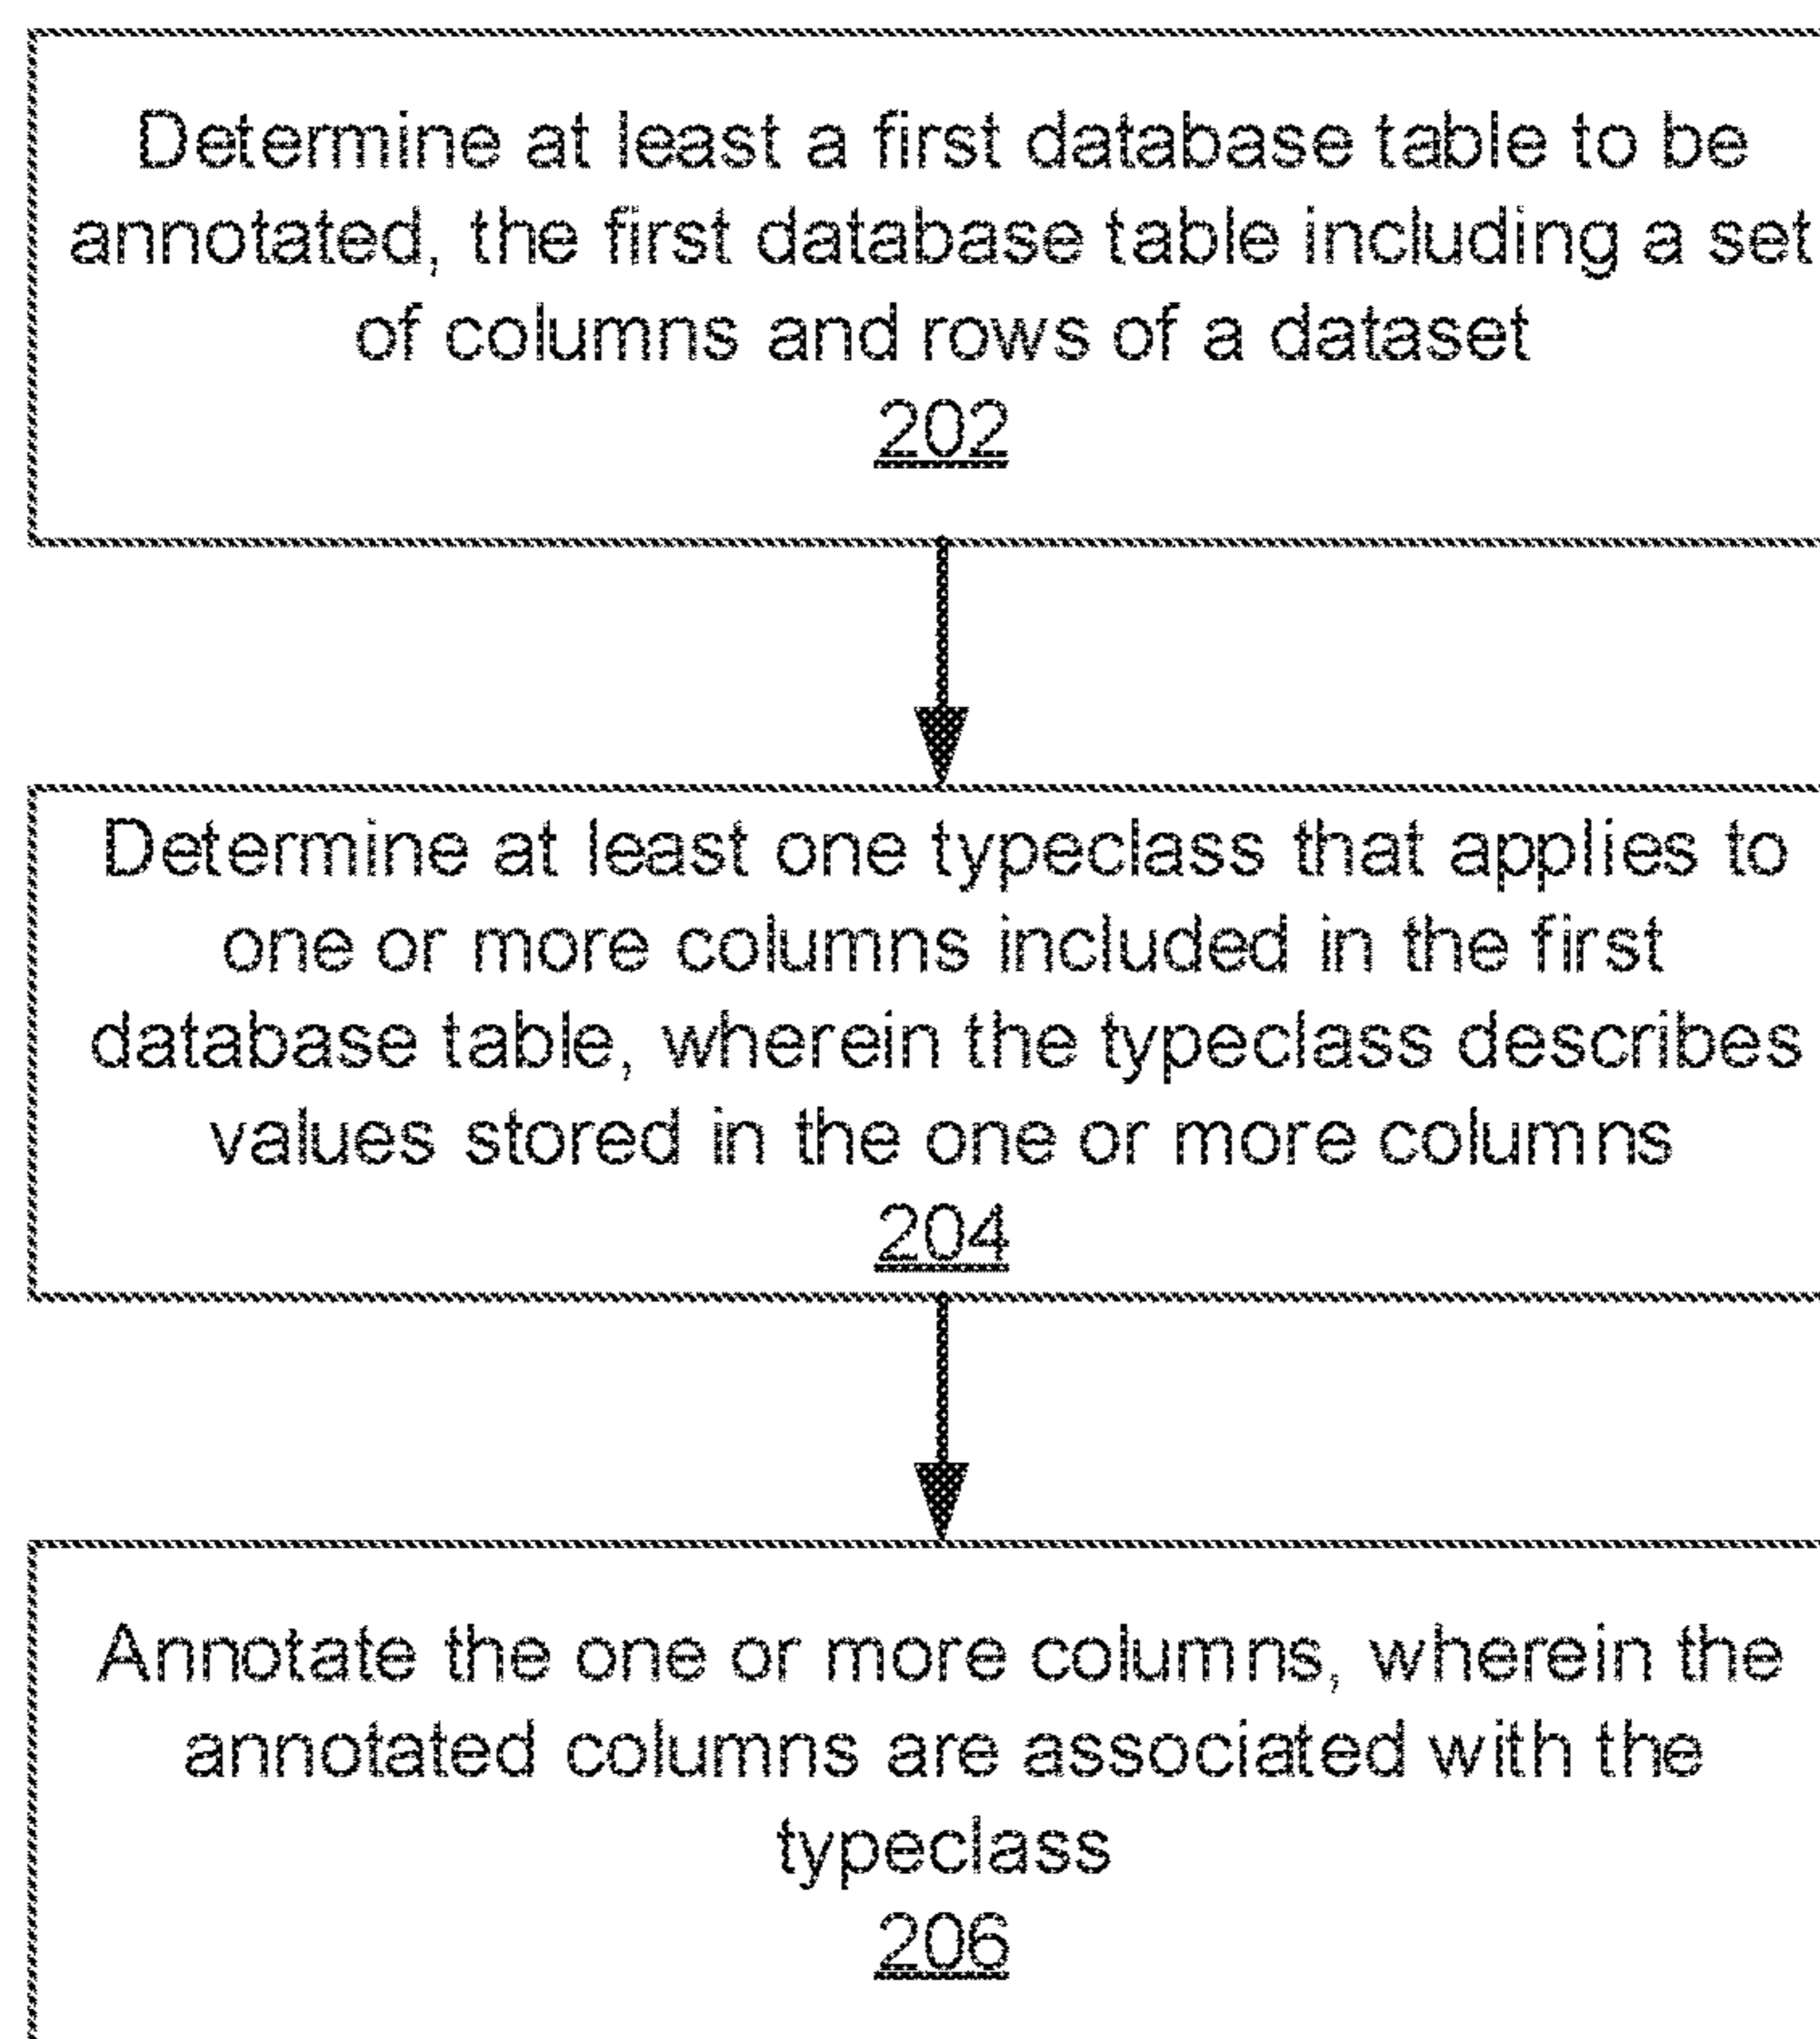 Determine at least a first database table to be
annotated, the first database table including a set
of columns and rows of a dataset
202
Determine at least one typeclass that applies to
one or more columns included in the first
database table, wherein the typeclass describes
values stored in the one or more columns
204
Annotate the one or more columns, wherein the
annotated columns are associated with the
typeclass
206